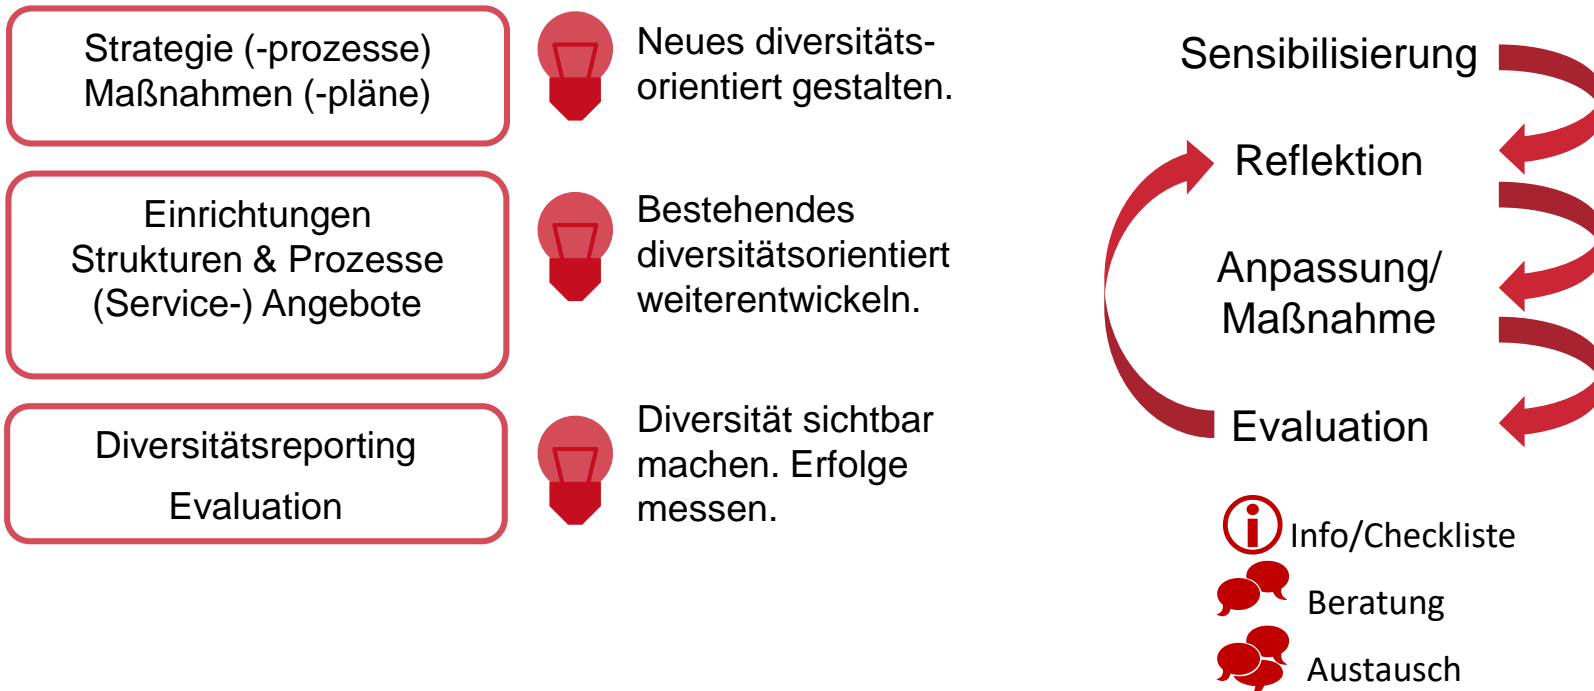 Strategie (-prozesse)
Maßnahmen (-pläne)
Neues diversitäts-
orientiert gestalten.
Einrichtungen
Strukturen & Prozesse
(Service-) Angebote
Bestehendes
diversitätsorientiert
weiterentwickeln.
Diversitätsreporting
Evaluation
Diversität sichtbar
machen. Erfolge
messen.
Sensibilisierung
Reflektion
Anpassung/
Maßnahme
Evaluation
Info/Checkliste
Beratung
Austausch